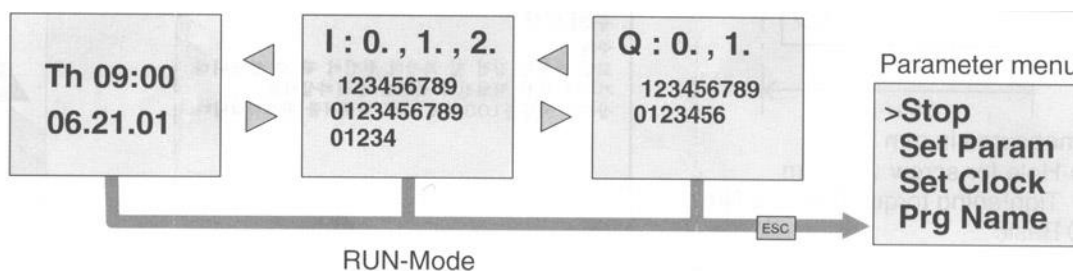 Th 09:00
06.21.01
I : 0. , 1. , 2.
123456789
0123456789
01234
Q : 0. , 1.
123456789
0123456
Parameter menu
>Stop
Set Param
Set Clock
Prg Name
ESC
RUN-Mode